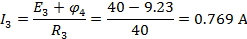 I₃ = (E₃ + φ₄) / R₃ = (40 − 9.23) / 40 = 0.769 A